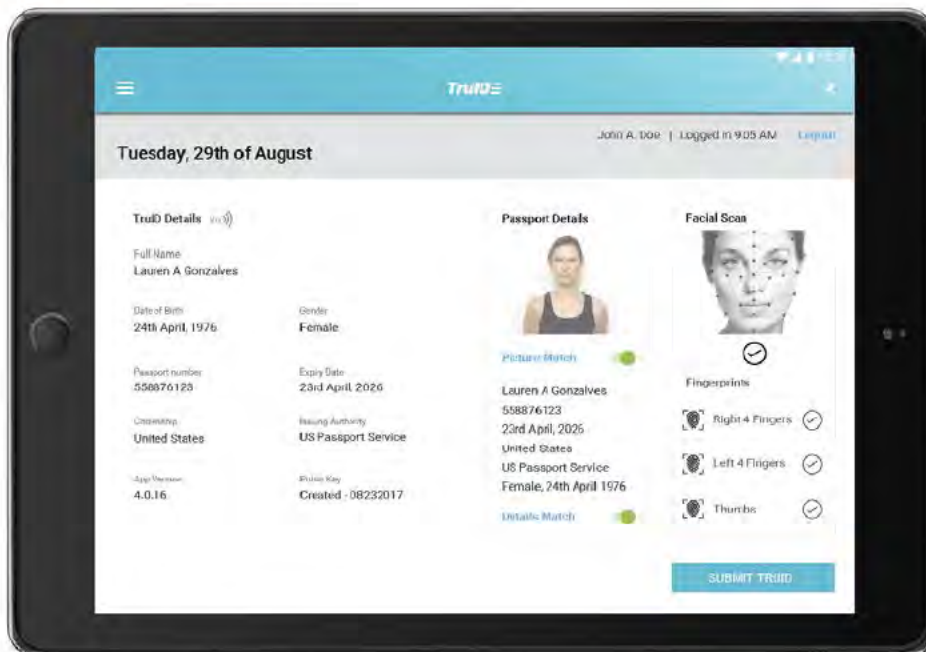 TruID
John A. Doe | Logged in 9:05 AM Logout
Tuesday, 29th of August
TruID Details
Full Name
Lauren A Gonzalves
Date of Birth
24th April, 1976
Gender
Female
Passport number
558876123
Expiry Date
23rd April, 2026
Citizenship
United States
Issuing Authority
US Passport Service
App Version
4.0.16
Created - 08232017
Passport Details
Picture Match
Lauren A Gonzalves
558876123
23rd April, 2026
United States
US Passport Service
Female, 24th April 1976
Details Match
Facial Scan
Fingerprints
Right 4 Fingers
Left 4 Fingers
Thumbs
SUBMIT TRUID